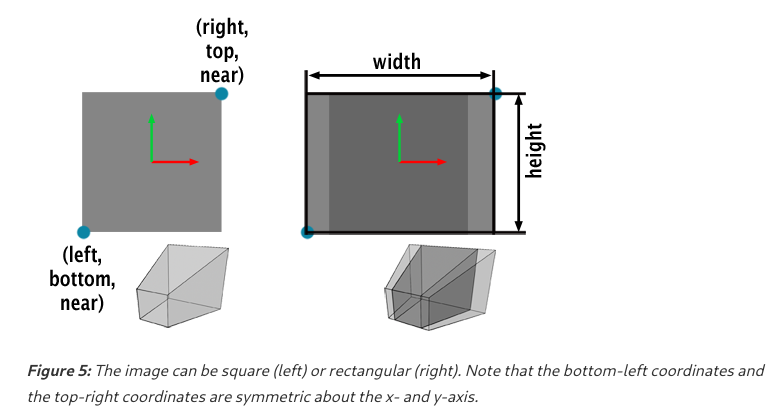 (right,
top,
near)
width
height
(left,
bottom,
near)
Figure 5: The image can be square (left) or rectangular (right). Note that the bottom-left coordinates and
the top-right coordinates are symmetric about the x- and y-axis.